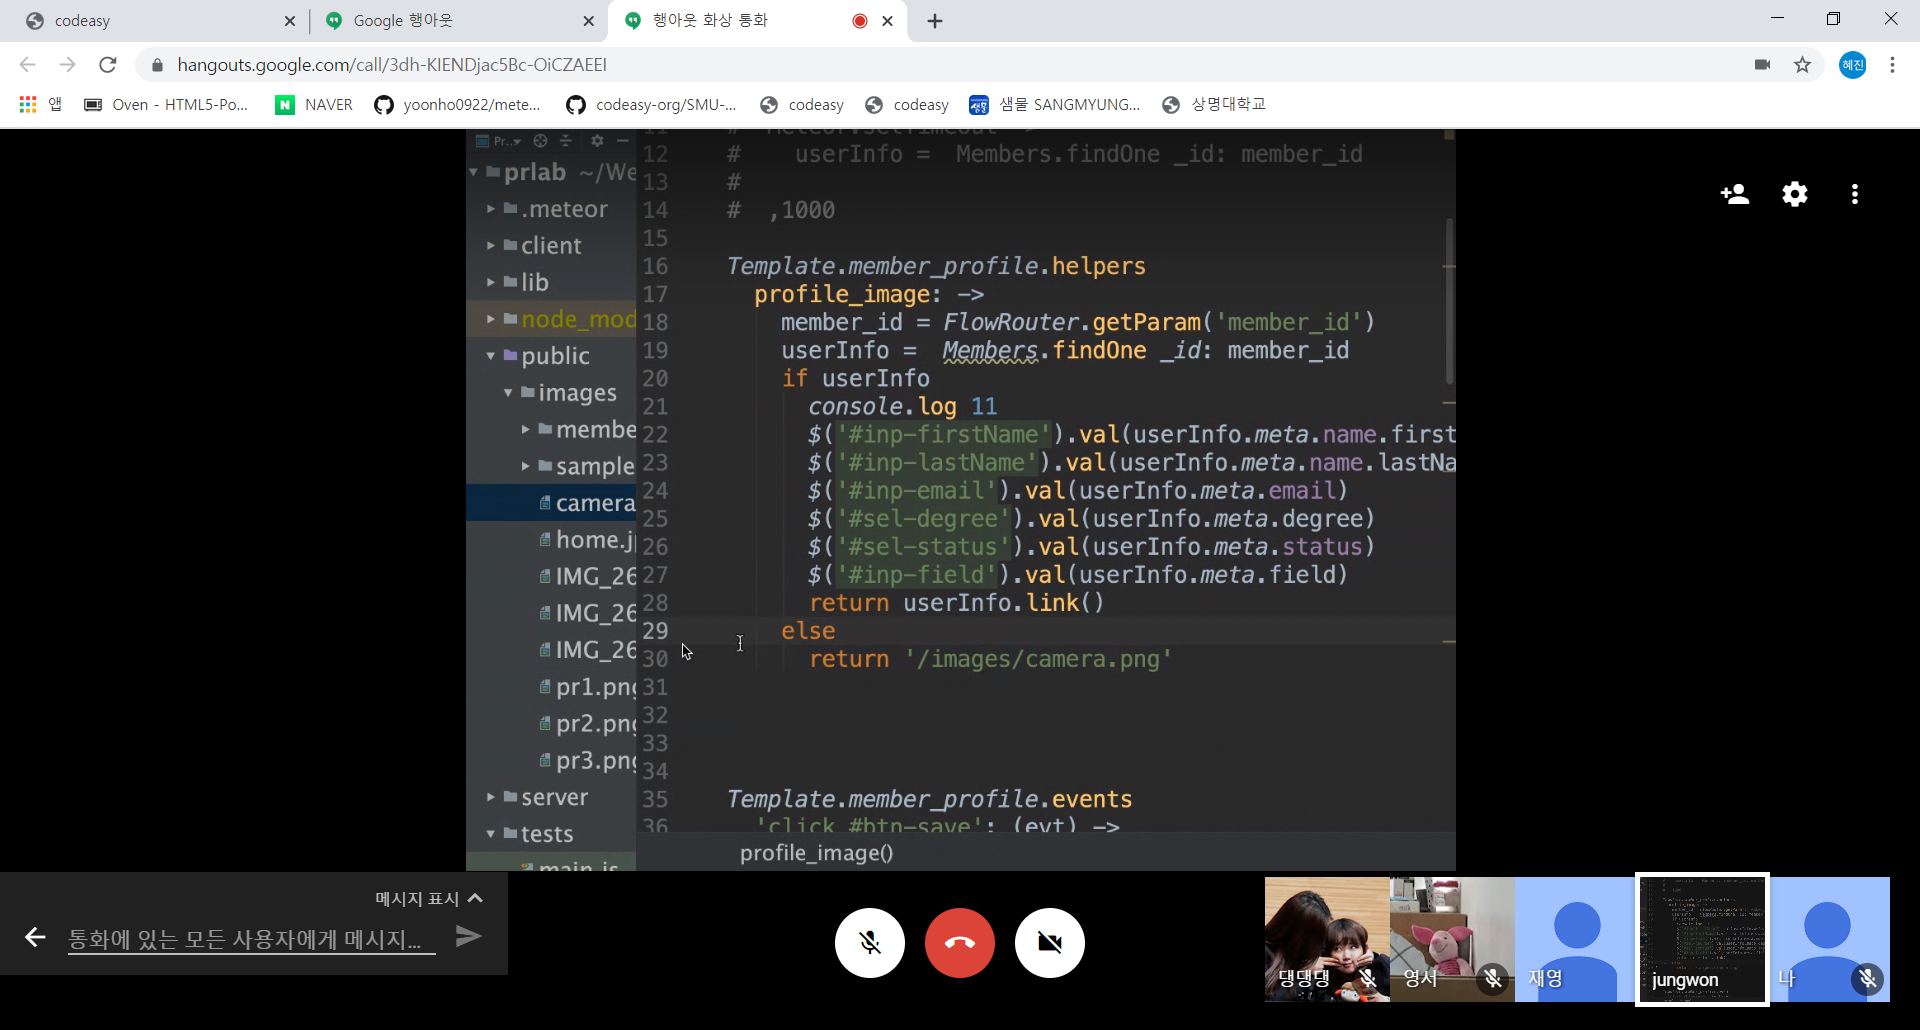 codeasy
Google 행아웃
행아웃 화상 통화
hangouts.google.com/call/3dh-KIENDjac5Bc-OiCZAEEI
혜진
앱
Oven - HTML5-Po...
NAVER
yoonho0922/mete...
codeasy-org/SMU-...
codeasy
codeasy
샘물 SANGMYUNG...
상명대학교
Pr...
prlab ~/We
.meteor
client
lib
node_mod
public
images
membe
sample
camera
home.j
IMG_26
IMG_26
IMG_26
pr1.png
pr2.png
pr3.png
server
tests
main.js
11 # Meteor.setTimeout ->
12 # userInfo = Members.findOne _id: member_id
13 #
14 # ,1000
15
16 Template.member_profile.helpers
17 profile_image: ->
18 member_id = FlowRouter.getParam('member_id')
19 userInfo = Members.findOne _id: member_id
20 if userInfo
21 console.log 11
22 $('#inp-firstName').val(userInfo.meta.name.first
23 $('#inp-lastName').val(userInfo.meta.name.lastNa
24 $('#inp-email').val(userInfo.meta.email)
25 $('#sel-degree').val(userInfo.meta.degree)
26 $('#sel-status').val(userInfo.meta.status)
27 $('#inp-field').val(userInfo.meta.field)
28 return userInfo.link()
29 else
30 return '/images/camera.png'
31
32
33
34
35 Template.member_profile.events
36 'click #btn-save': (evt) ->
profile_image()
메시지 표시
통화에 있는 모든 사용자에게 메시지...
댕댕댕
영서
재영
jungwon
나